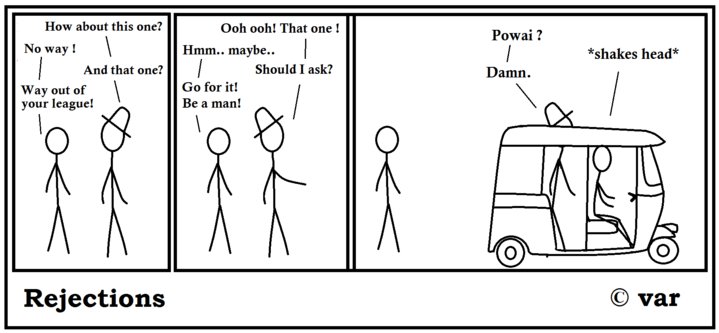 How about this one?
No way !
And that one?
Way out of
your league!
Ooh ooh! That one !
Hmm.. maybe..
Should I ask?
Go for it!
Be a man!
Powai ?
*shakes head*
Damn.
Rejections
© var